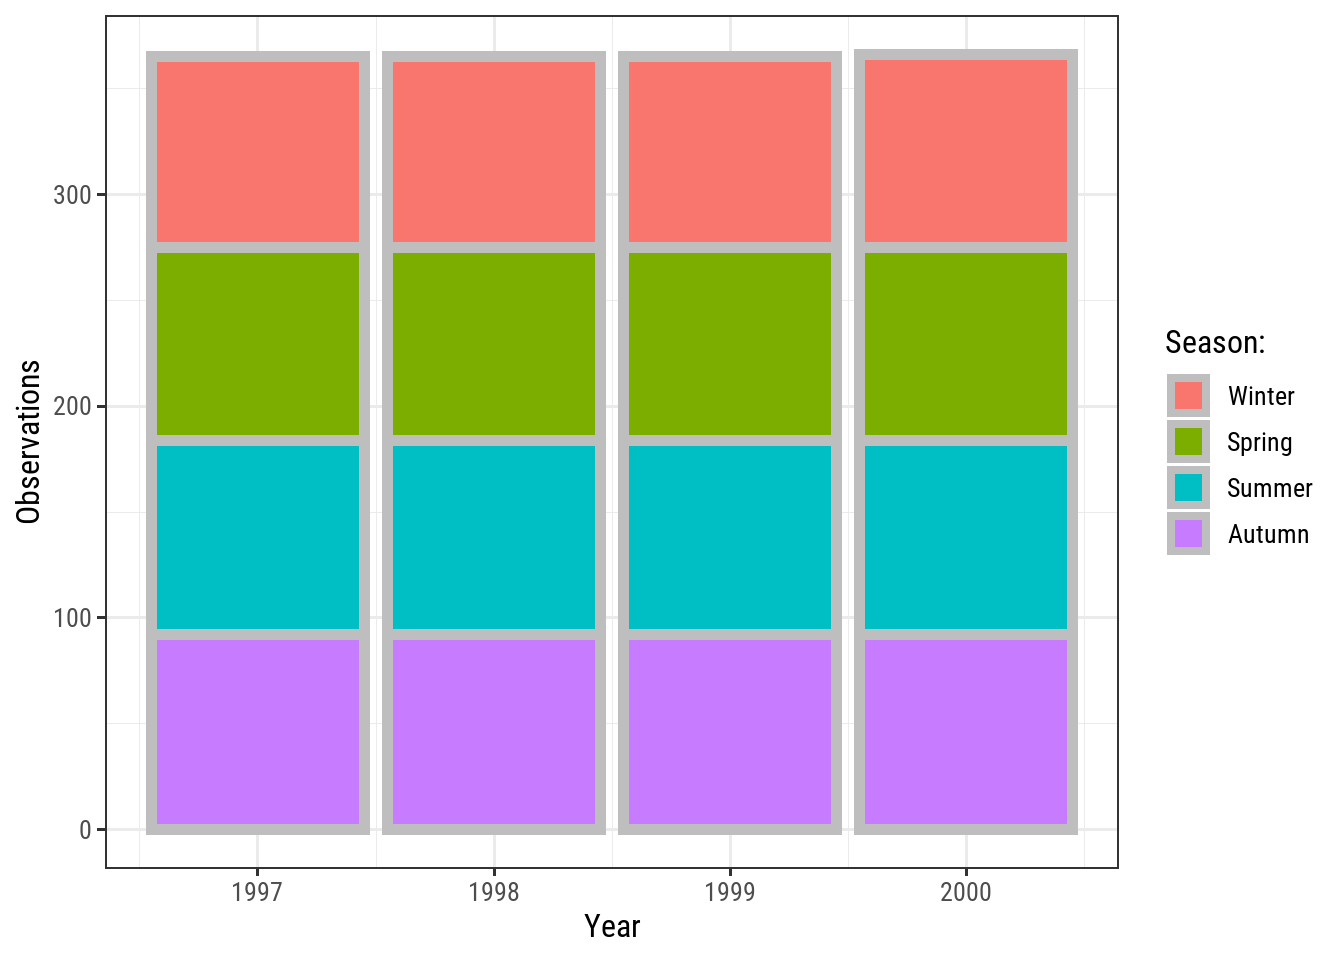 Observations
300
200
100
0
1997 1998 1999 2000
Year
Season:
Winter
Spring
Summer
Autumn